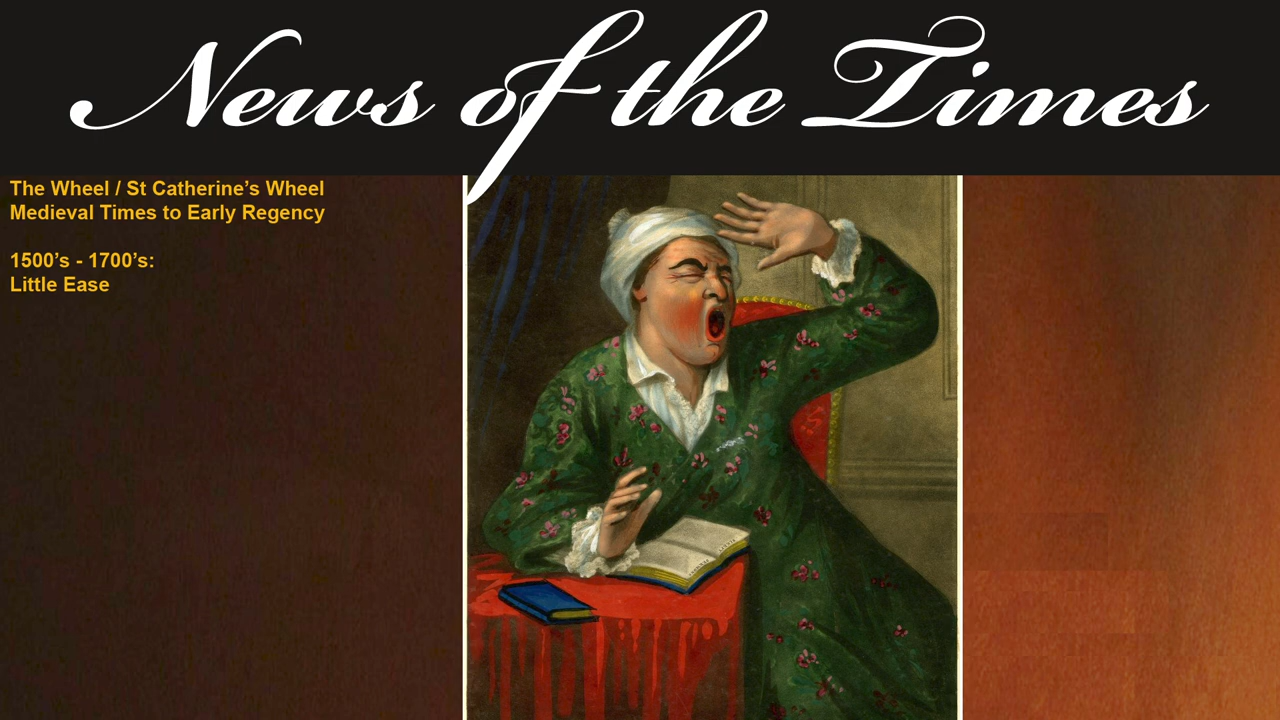 News of the Times
The Wheel / St Catherine’s Wheel
Medieval Times to Early Regency
1500’s - 1700’s:
Little Ease